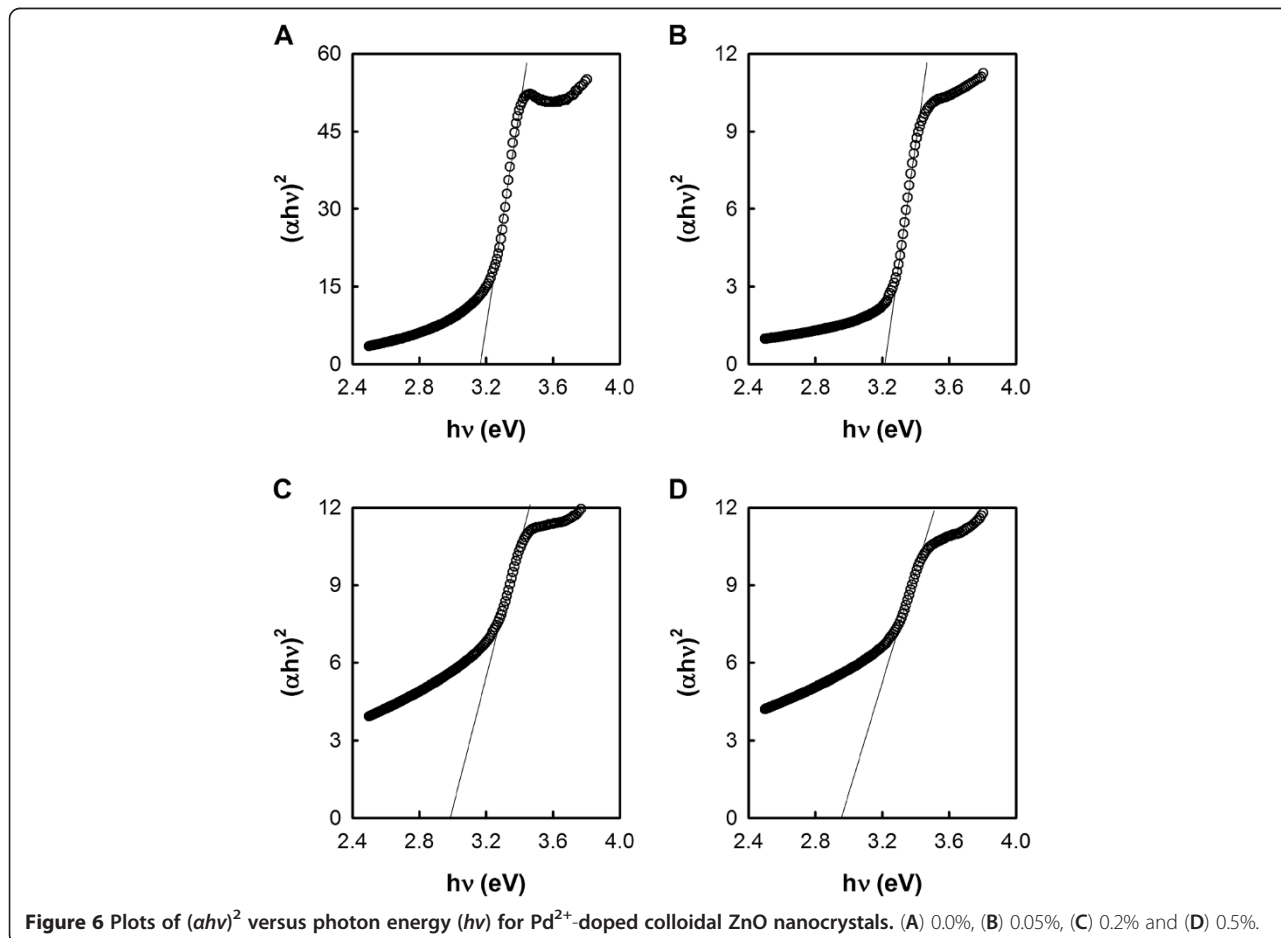 A
60
45
30
15
0
(αhν)²
2.4 2.8 3.2 3.6 4.0
hν (eV)
B
12
9
6
3
0
(αhν)²
2.4 2.8 3.2 3.6 4.0
hν (eV)
C
12
9
6
3
0
(αhν)²
2.4 2.8 3.2 3.6 4.0
hν (eV)
D
12
9
6
3
0
(αhν)²
2.4 2.8 3.2 3.6 4.0
hν (eV)
Figure 6 Plots of (ahv)² versus photon energy (hv) for Pd²⁺-doped colloidal ZnO nanocrystals. (A) 0.0%, (B) 0.05%, (C) 0.2% and (D) 0.5%.